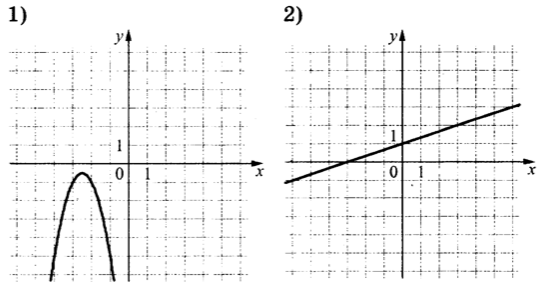 1) 2)
y y
1 1
0 1 x 0 1 x